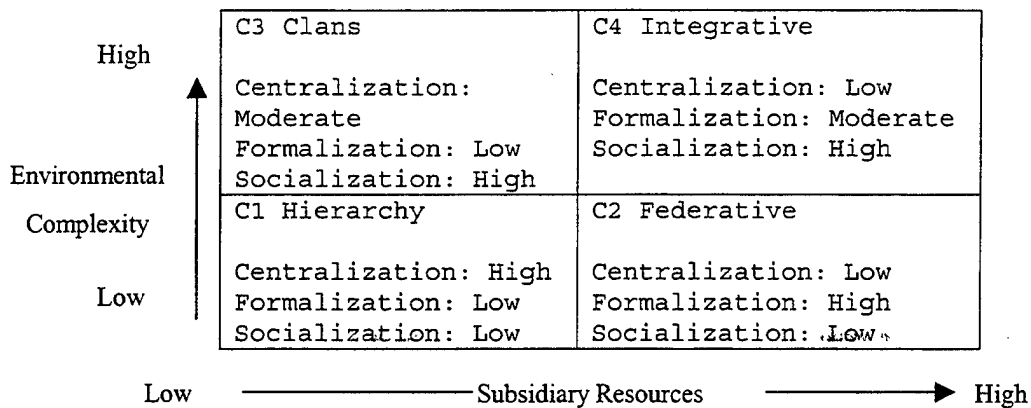 High
Environmental
Complexity
Low
C3 Clans
Centralization:
Moderate
Formalization: Low
Socialization: High
C4 Integrative
Centralization: Low
Formalization: Moderate
Socialization: High
C1 Hierarchy
Centralization: High
Formalization: Low
Socialization: Low
C2 Federative
Centralization: Low
Formalization: High
Socialization: Low
Low Subsidiary Resources High